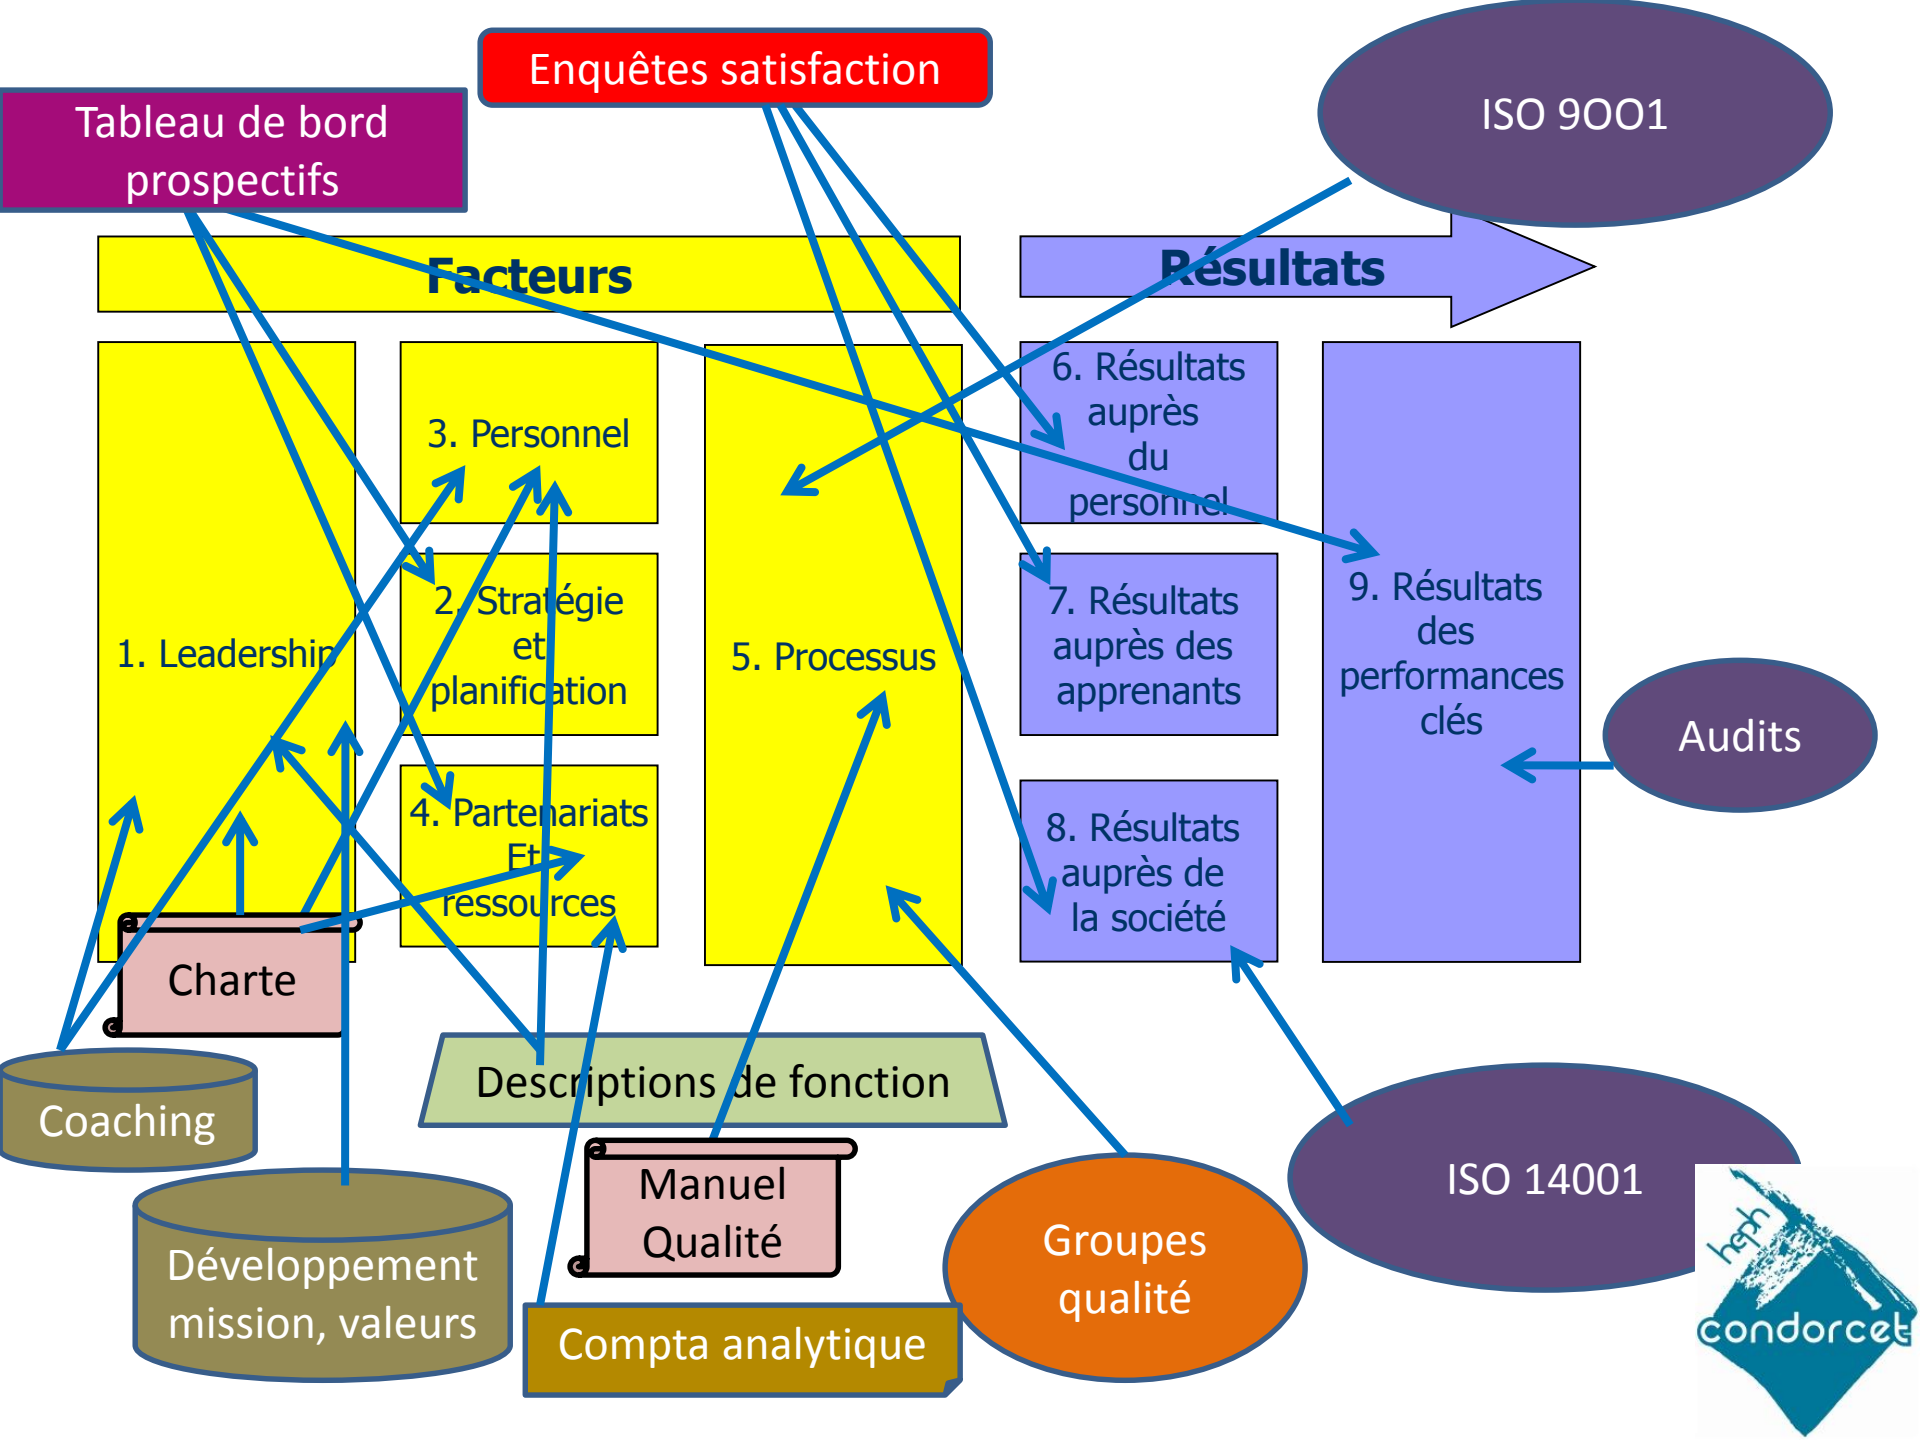 Enquêtes satisfaction
ISO 9OO1
Tableau de bord
prospectifs
Facteurs
Résultats
1. Leadership
3. Personnel
2. Stratégie
et
planification
4. Partenariats
Et
ressources
5. Processus
6. Résultats
auprès
du
personnel
7. Résultats
auprès des
apprenants
8. Résultats
auprès de
la société
9. Résultats
des
performances
clés
Audits
Charte
Coaching
Descriptions de fonction
Manuel
Qualité
Développement
mission, valeurs
Compta analytique
Groupes
qualité
ISO 14001
heph
condorcet